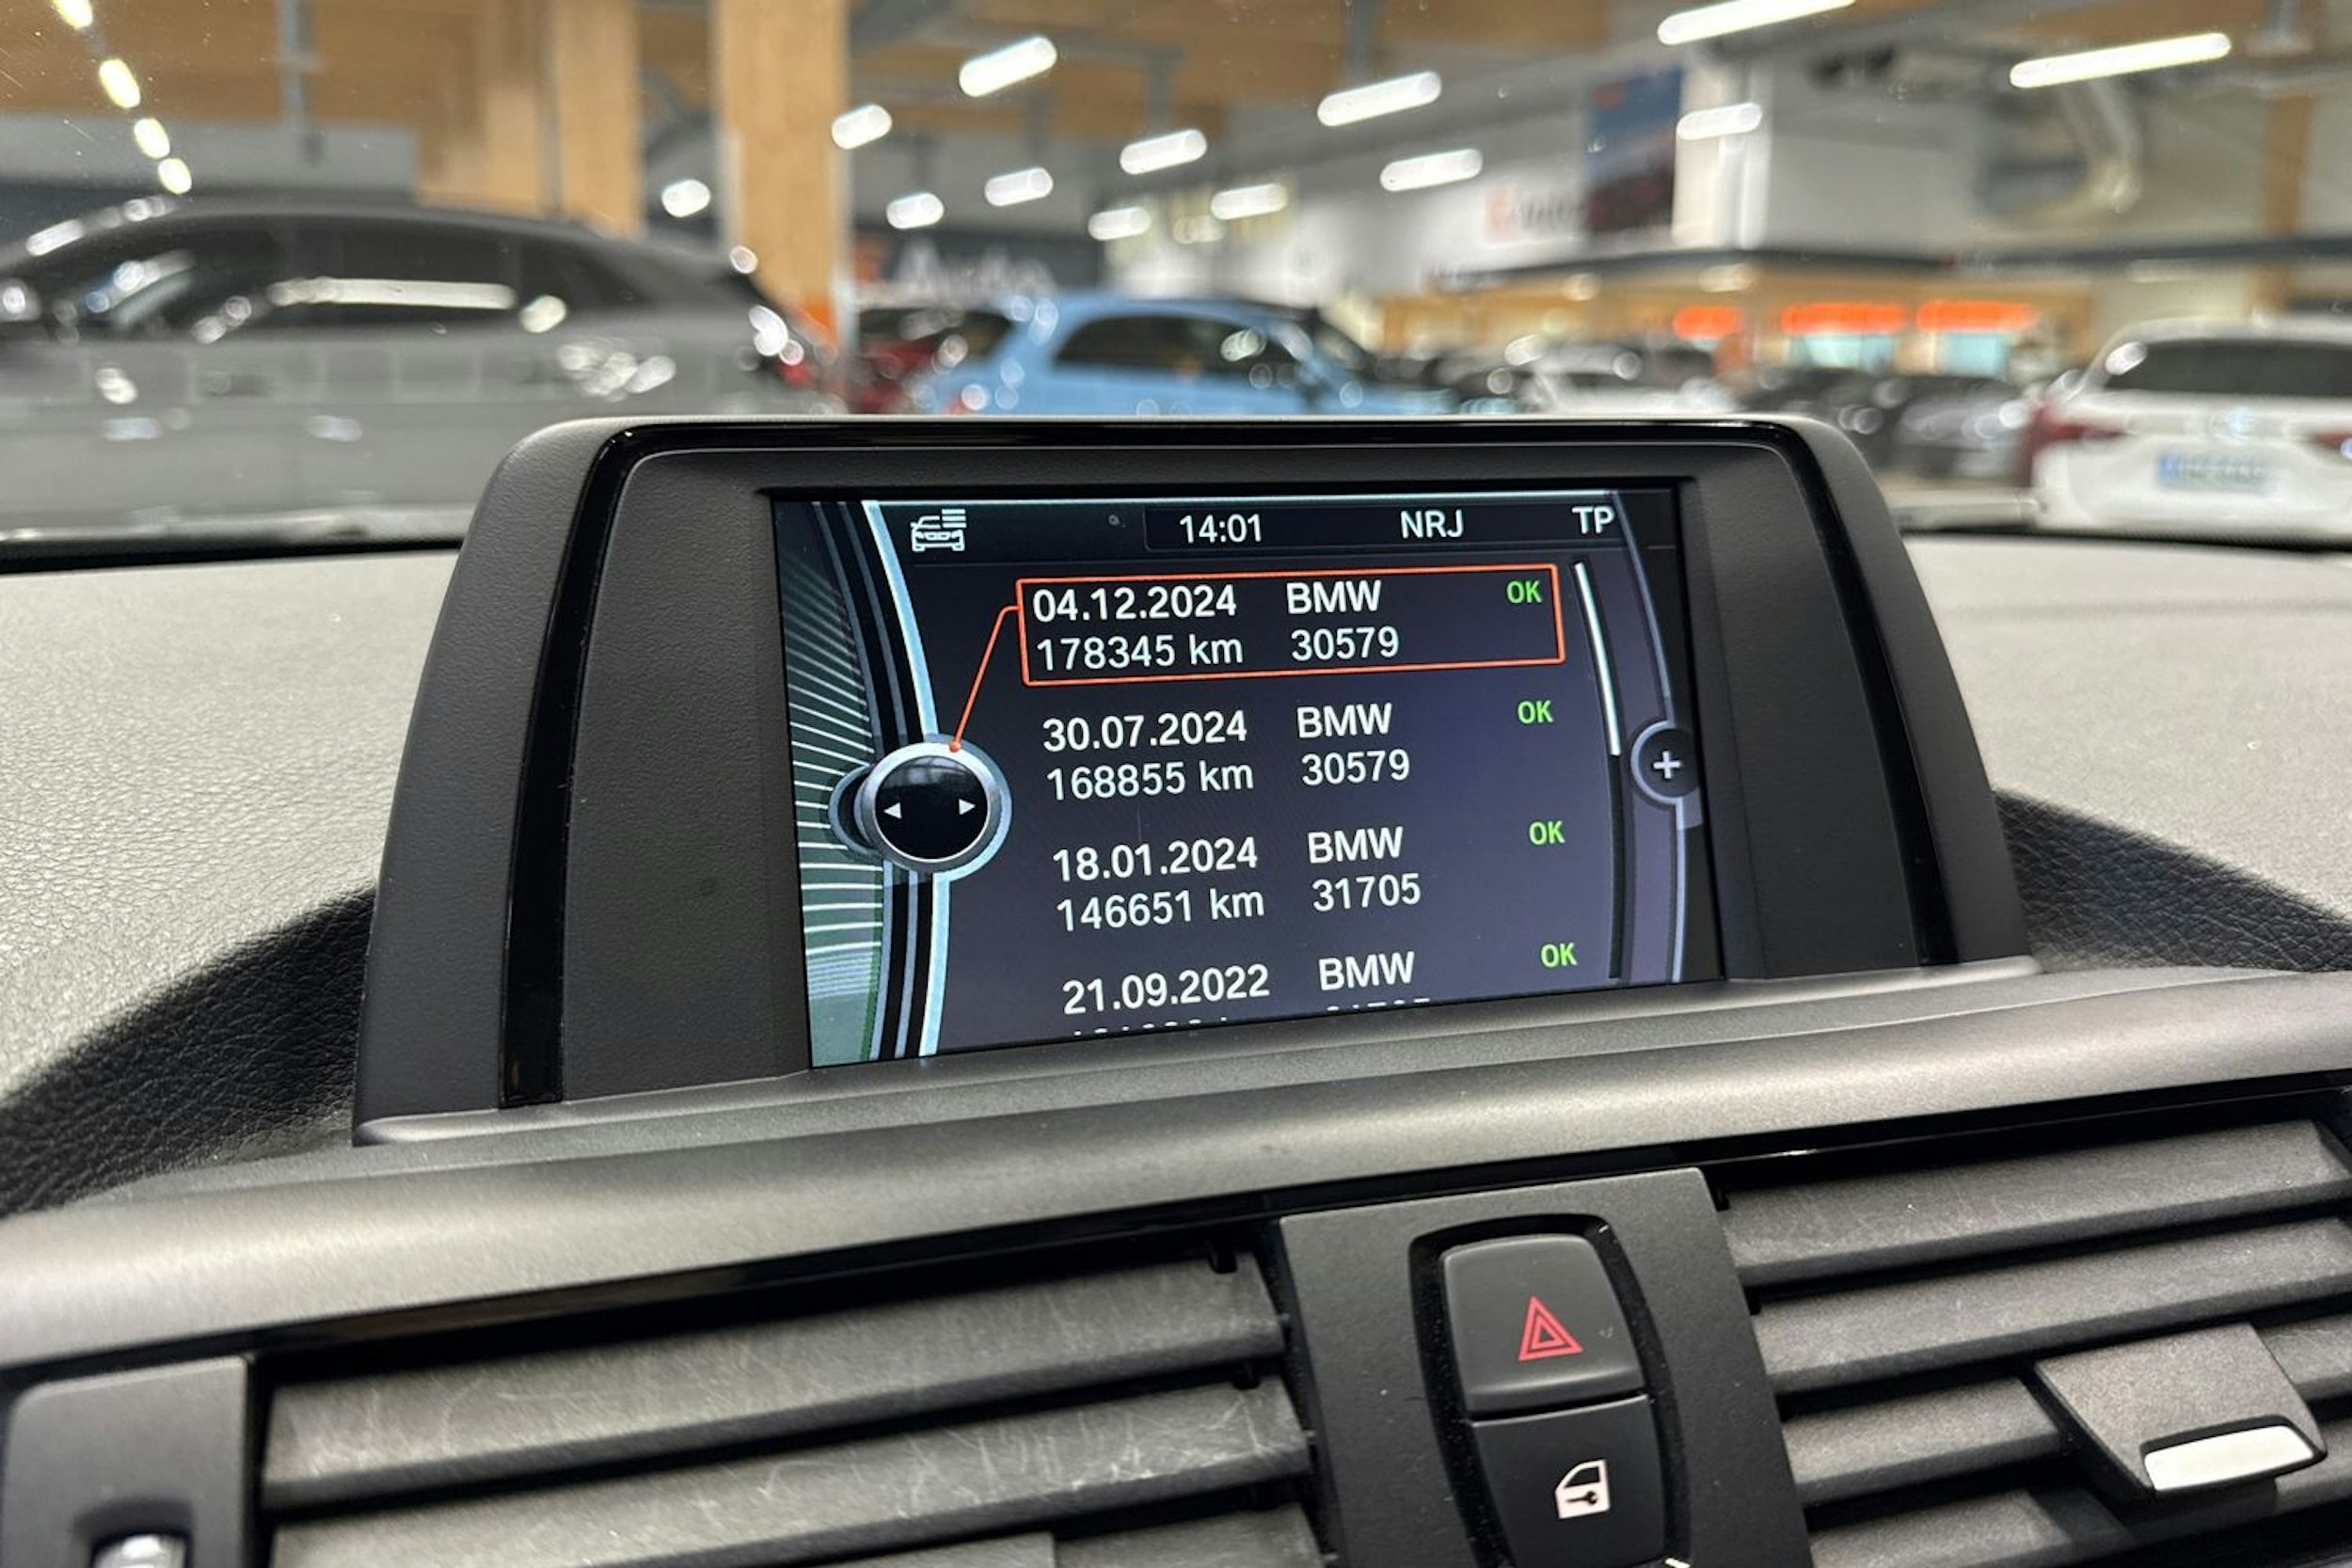 Auto
14:01 NRJ TP
04.12.2024 BMW OK
178345 km 30579
30.07.2024 BMW OK
168855 km 30579
18.01.2024 BMW OK
146651 km 31705
21.09.2022 BMW OK